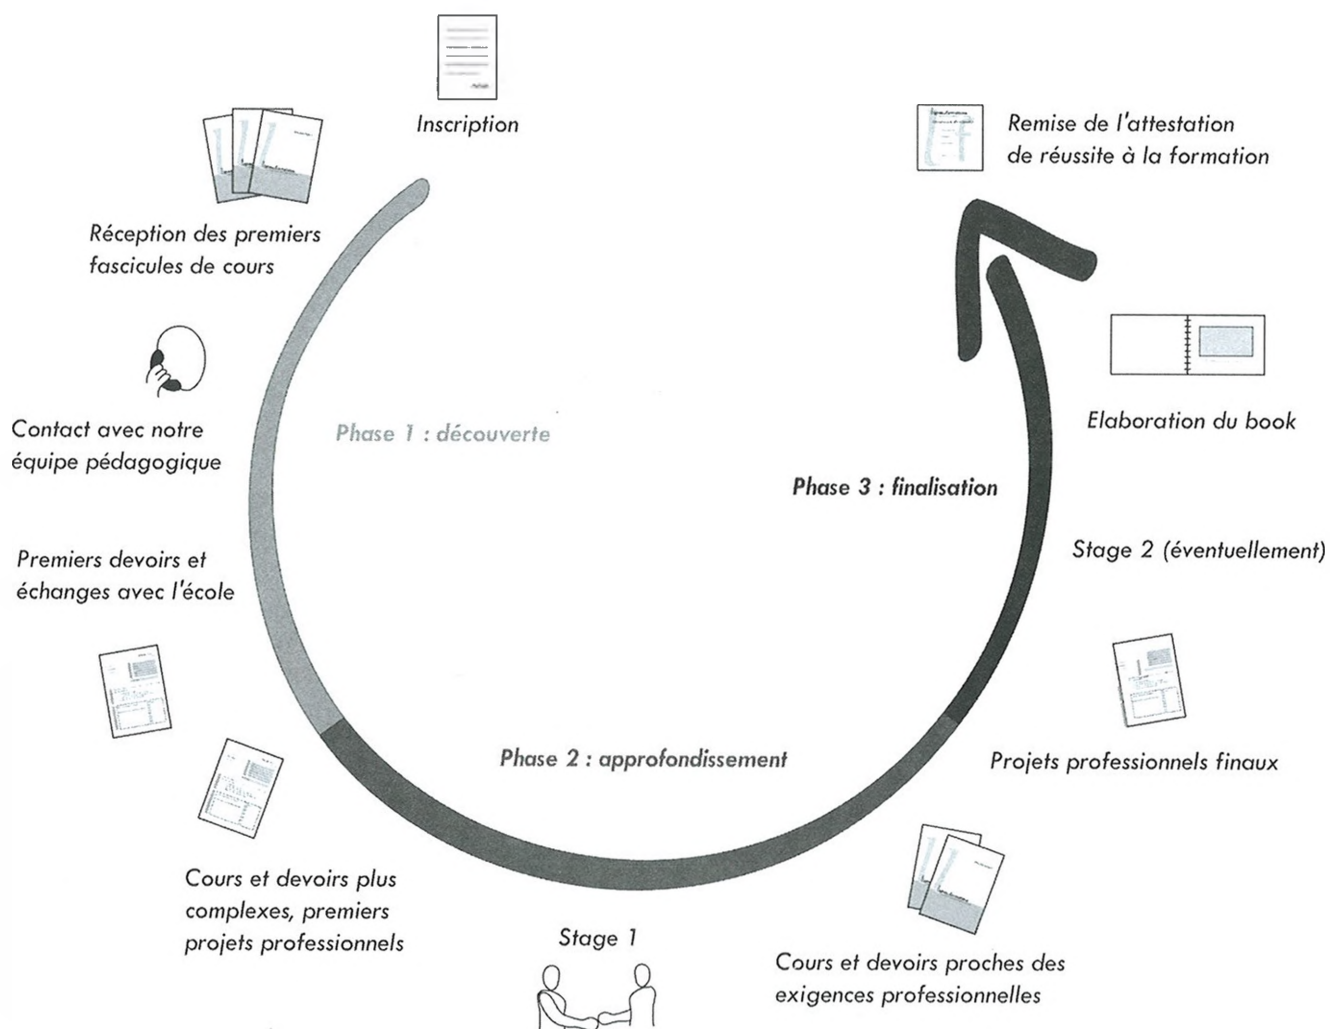 Inscription
Réception des premiers
fascicules de cours
Contact avec notre
équipe pédagogique
Premiers devoirs et
échanges avec l'école
Phase 1 : découverte
Cours et devoirs plus
complexes, premiers
projets professionnels
Phase 2 : approfondissement
Stage 1
Cours et devoirs proches des
exigences professionnelles
Projets professionnels finaux
Phase 3 : finalisation
Stage 2 (éventuellement)
Elaboration du book
Remise de l'attestation
de réussite à la formation